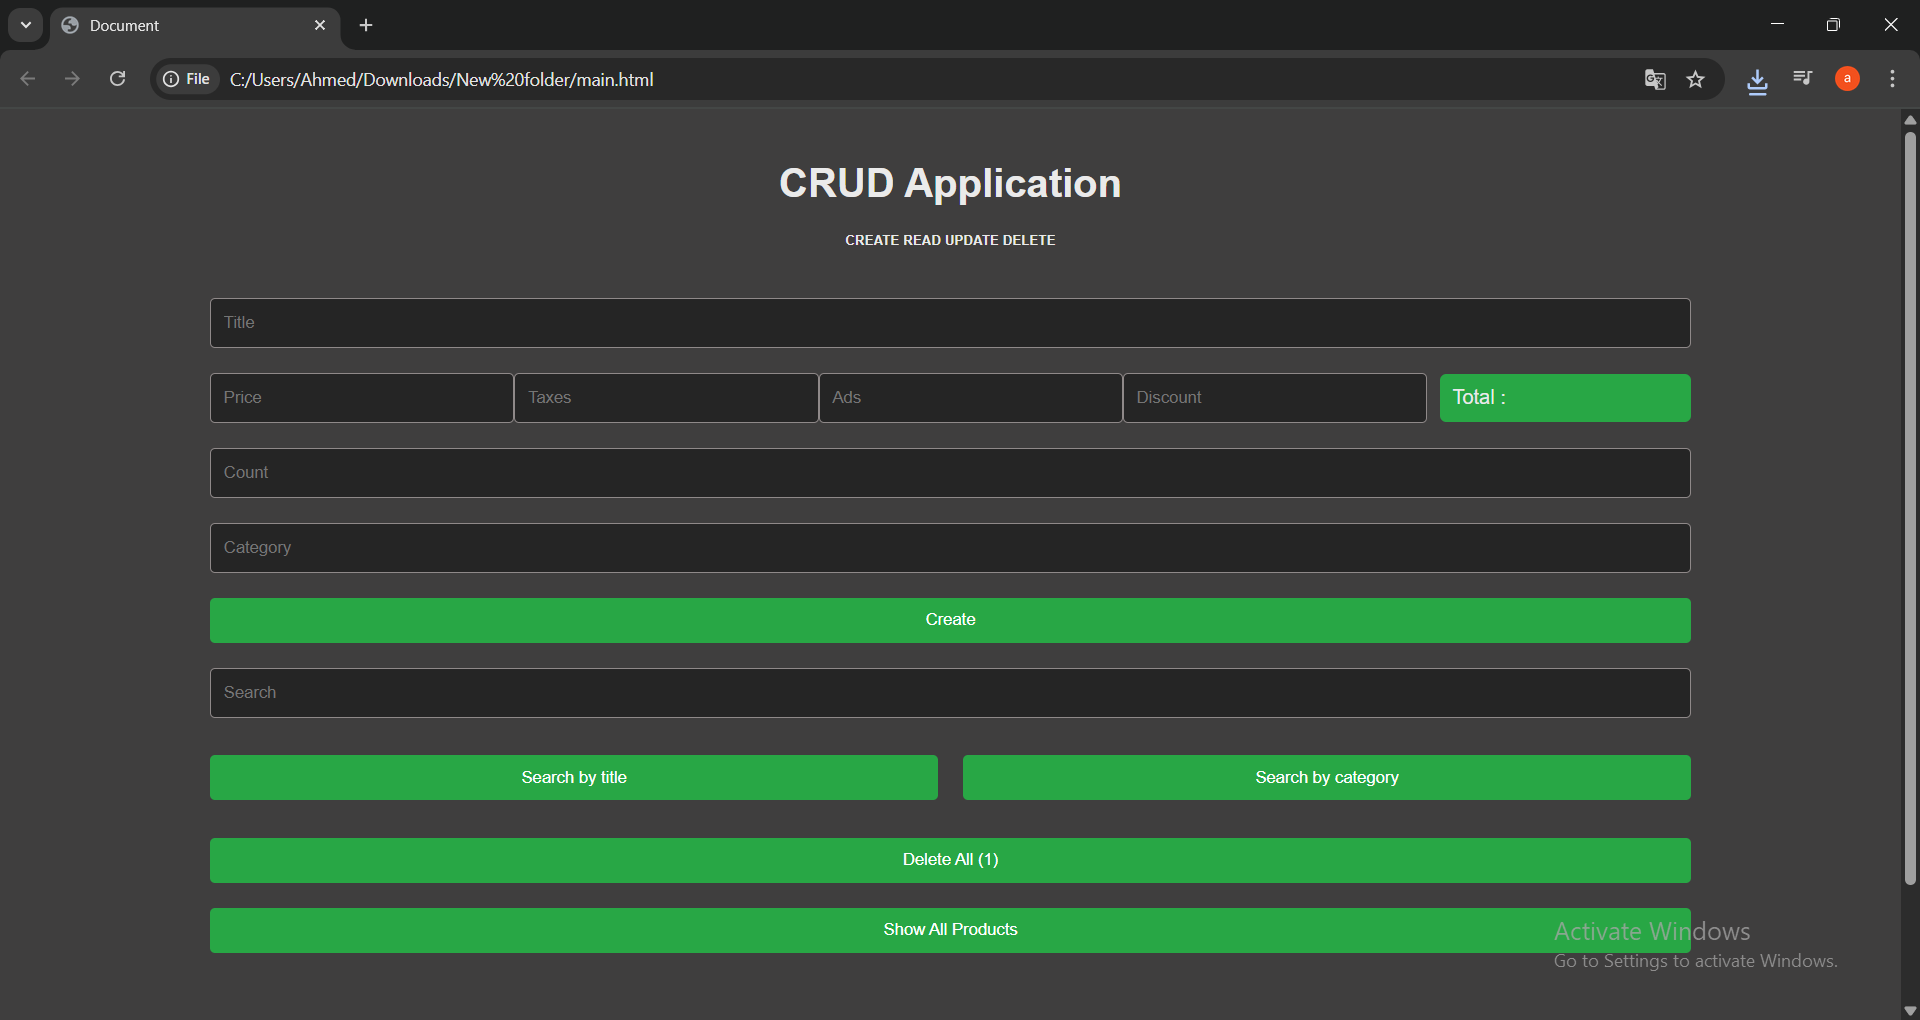 Document
File C:/Users/Ahmed/Downloads/New%20folder/main.html
a
CRUD Application
CREATE READ UPDATE DELETE
Title
Price Taxes Ads Discount Total :
Count
Category
Create
Search
Search by title Search by category
Delete All (1)
Show All Products
Activate Windows
Go to Settings to activate Windows.